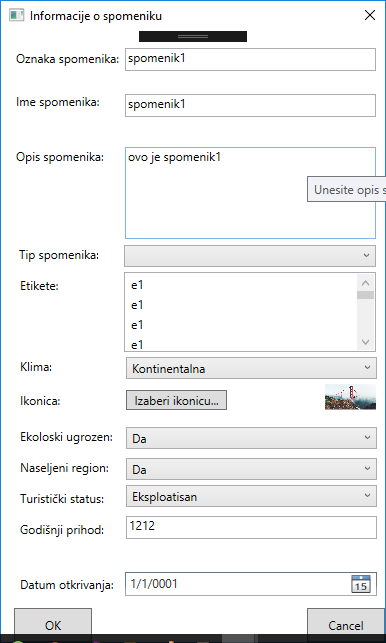 Informacije o spomeniku
Oznaka spomenika: spomenik1
Ime spomenika: spomenik1
Opis spomenika: ovo je spomenik1
Unesite opis s
Tip spomenika:
Etikete: e1
e1
e1
e1
Klima: Kontinentalna
Ikonica: Izaberi ikonicu...
Ekoloski ugrozen: Da
Naseljeni region: Da
Turistički status: Eksploatisan
Godišnji prihod: 1212
Datum otkrivanja: 1/1/0001 15
OK Cancel